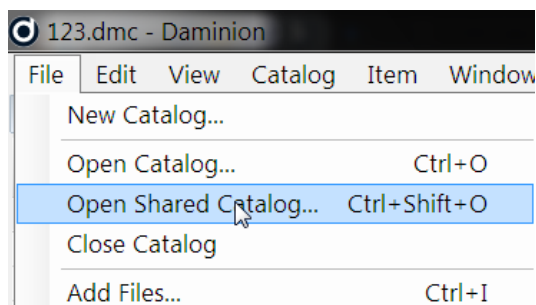 123.dmc - Daminion
File Edit View Catalog Item Window
New Catalog...
Open Catalog... Ctrl+O
Open Shared Catalog... Ctrl+Shift+O
Close Catalog
Add Files... Ctrl+I